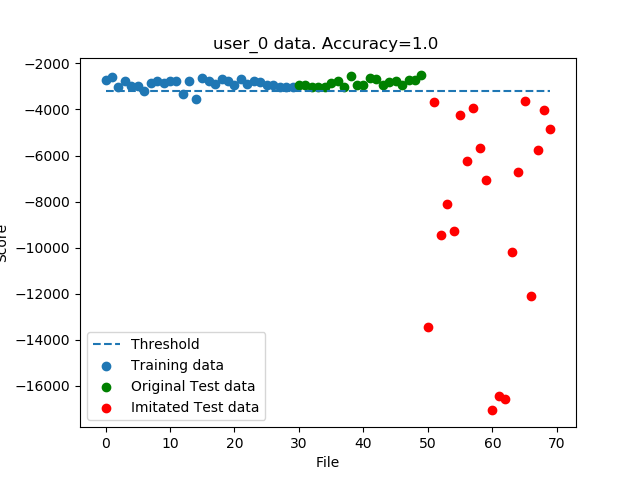 user_0 data. Accuracy=1.0
Score
−2000
−4000
−6000
−8000
−10000
−12000
−14000
−16000
Threshold
Training data
Original Test data
Imitated Test data
0 10 20 30 40 50 60 70
File